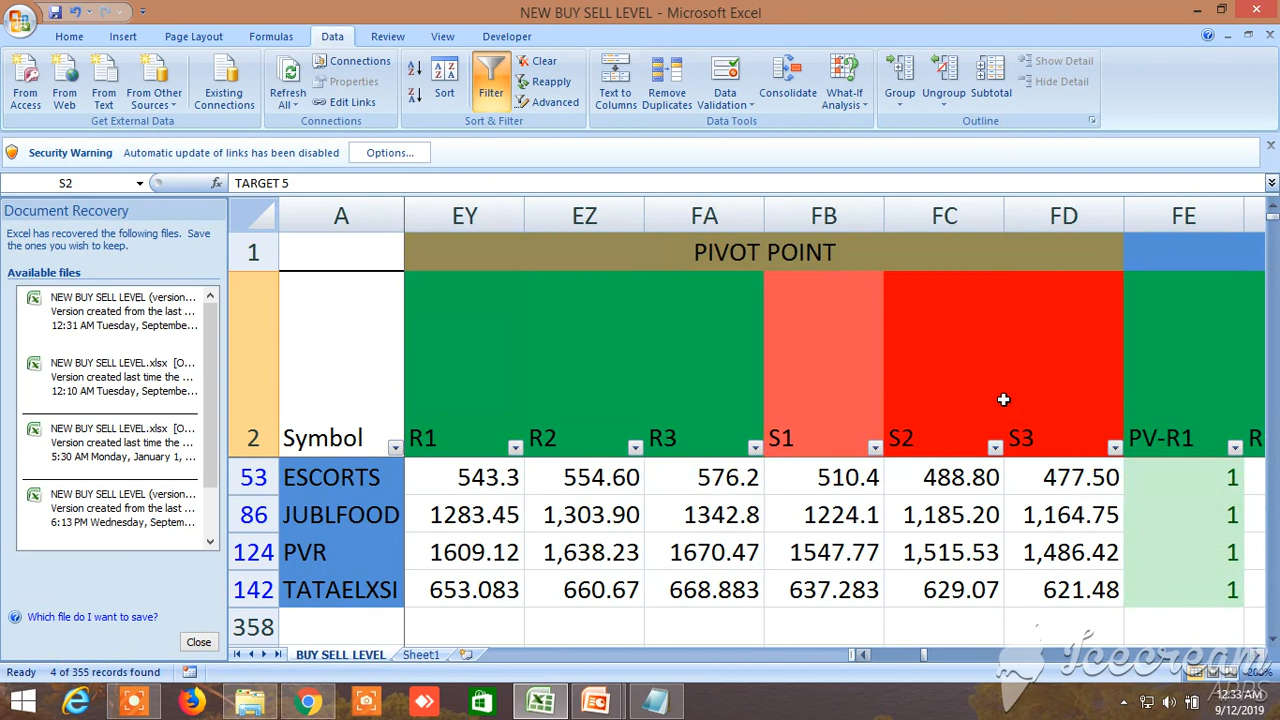 NEW BUY SELL LEVEL - Microsoft Excel
Home Insert Page Layout Formulas Data Review View Developer
From Access
From Web
From Text
From Other Sources
Existing Connections
Get External Data
Refresh All
Connections
Properties
Edit Links
Connections
Sort
Filter
Clear
Reapply
Advanced
Sort & Filter
Text to Columns
Remove Duplicates
Data Validation
Consolidate
What-If Analysis
Data Tools
Group
Ungroup
Subtotal
Show Detail
Hide Detail
Outline
Security Warning Automatic update of links has been disabled Options...
S2 fx TARGET 5
Document Recovery
Excel has recovered the following files. Save
the ones you wish to keep.
Available files
NEW BUY SELL LEVEL (version...
Version created from the last ...
12:31 AM Tuesday, Septembe...
NEW BUY SELL LEVEL.xlsx [O...
Version created last time the ...
12:10 AM Tuesday, Septembe...
NEW BUY SELL LEVEL.xlsx [O...
Version created from the last ...
5:30 AM Monday, January 1, ...
NEW BUY SELL LEVEL (version...
Version created from the last ...
6:13 PM Wednesday, Septem...
Which file do I want to save?
Close
A EY EZ FA FB FC FD FE
1 PIVOT POINT
2 Symbol R1 R2 R3 S1 S2 S3 PV-R1 R
53 ESCORTS 543.3 554.60 576.2 510.4 488.80 477.50 1
86 JUBLFOOD 1283.45 1,303.90 1342.8 1224.1 1,185.20 1,164.75 1
124 PVR 1609.12 1,638.23 1670.47 1547.77 1,515.53 1,486.42 1
142 TATAELXSI 653.083 660.67 668.883 637.283 629.07 621.48 1
358
BUY SELL LEVEL Sheet1
Ready 4 of 355 records found 200%
Icecream
APPS
12:33 AM
9/12/2019